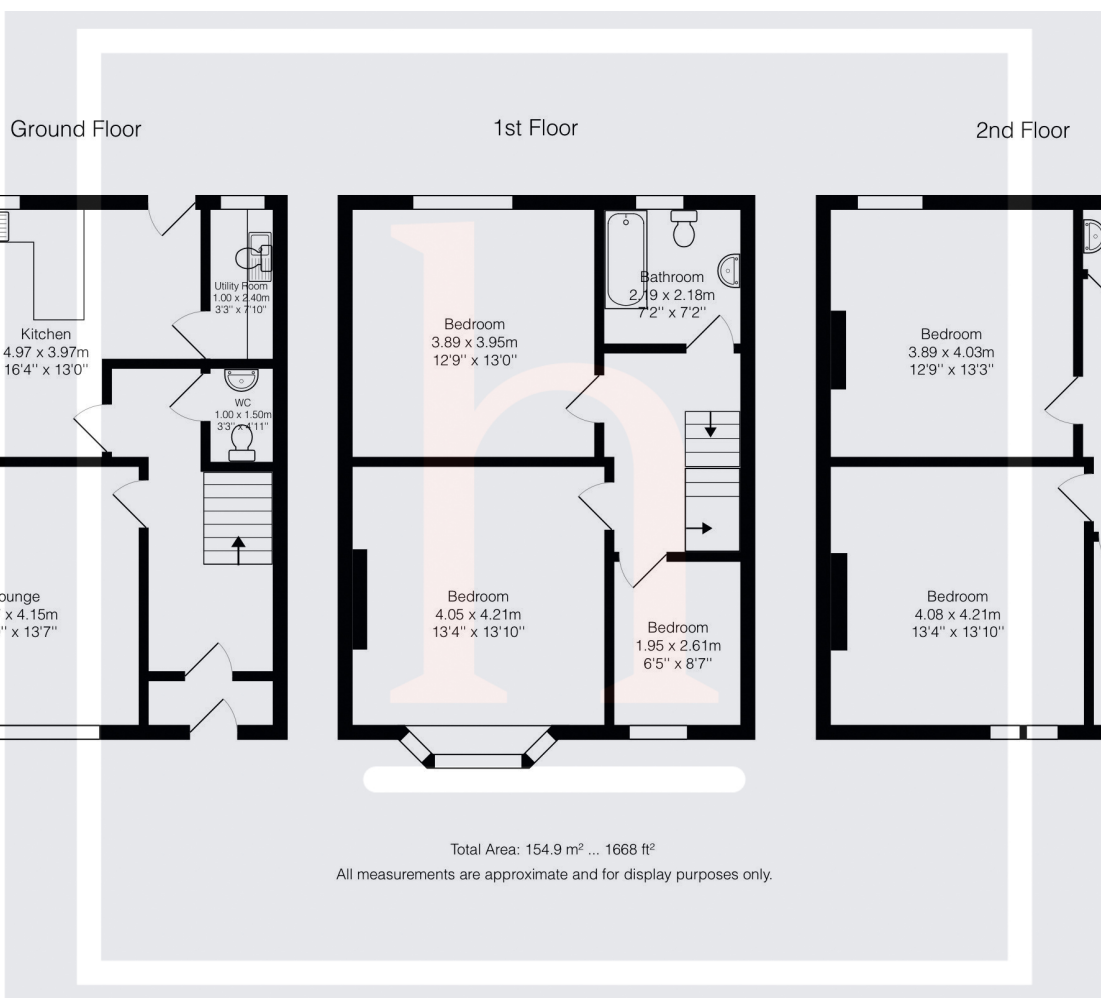 Ground Floor
1st Floor
2nd Floor
Utility Room
1.00 x 2.40m
3'3'' x 7'10''
Kitchen
4.97 x 3.97m
16'4'' x 13'0''
WC
1.00 x 1.50m
3'3'' x 4'11''
x 4.15m
x 13'7''
Bedroom
3.89 x 3.95m
12'9'' x 13'0''
Bathroom
2.19 x 2.18m
7'2'' x 7'2''
Bedroom
4.05 x 4.21m
13'4'' x 13'10''
Bedroom
1.95 x 2.61m
6'5'' x 8'7''
Bedroom
3.89 x 4.03m
12'9'' x 13'3''
Bedroom
4.08 x 4.21m
13'4'' x 13'10''
h
Total Area: 154.9 m² ... 1668 ft²
All measurements are approximate and for display purposes only.